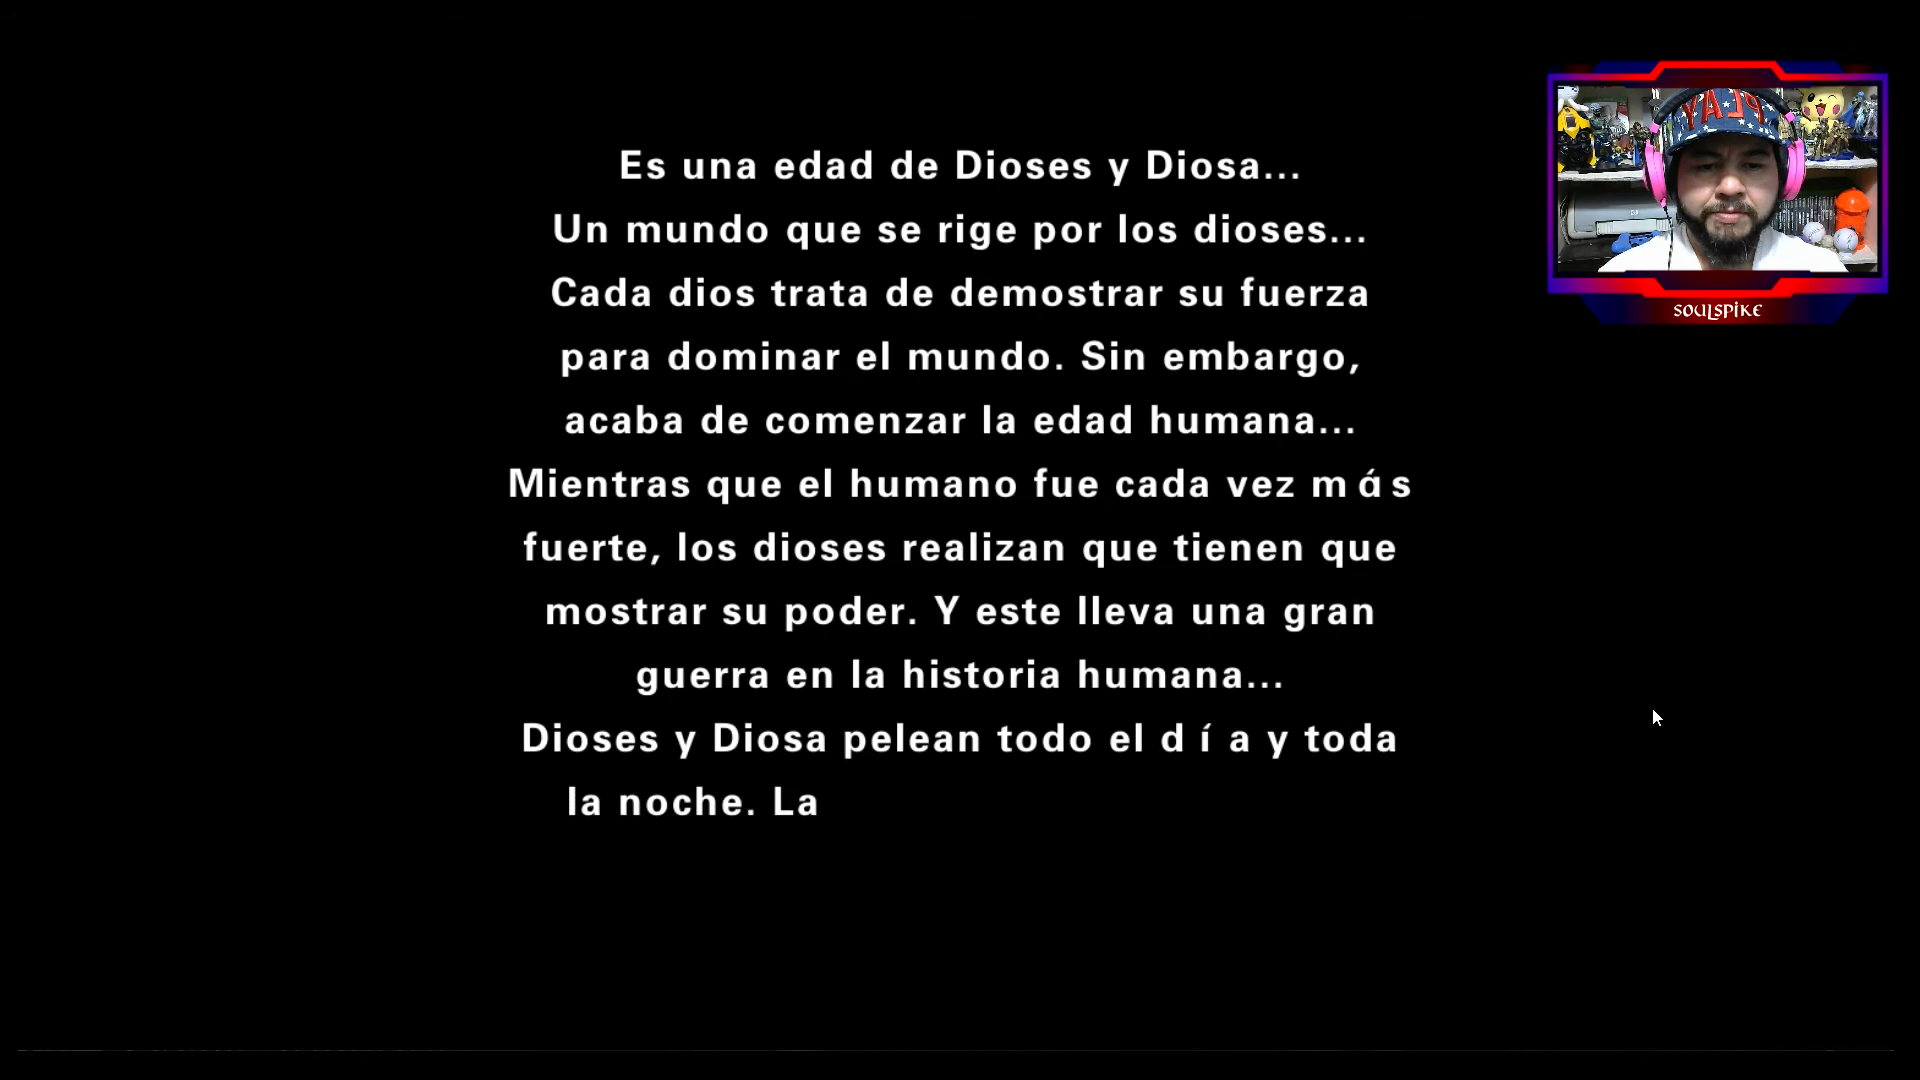 Es una edad de Dioses y Diosa...
Un mundo que se rige por los dioses...
Cada dios trata de demostrar su fuerza
para dominar el mundo. Sin embargo,
acaba de comenzar la edad humana...
Mientras que el humano fue cada vez más
fuerte, los dioses realizan que tienen que
mostrar su poder. Y este lleva una gran
guerra en la historia humana...
Dioses y Diosa pelean todo el día y toda
la noche. La
PLAY
SOULSPIKE